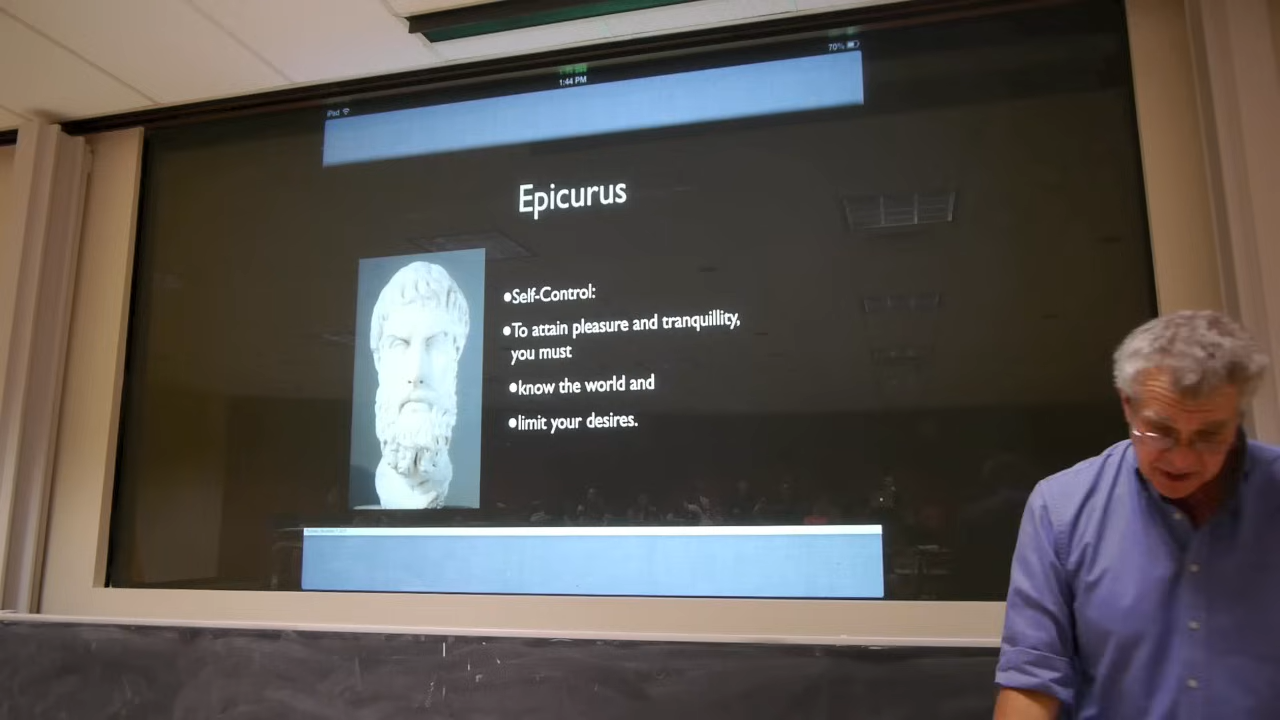 70%
1:44 PM
iPad
Epicurus
•Self-Control:
•To attain pleasure and tranquillity,
you must
•know the world and
•limit your desires.